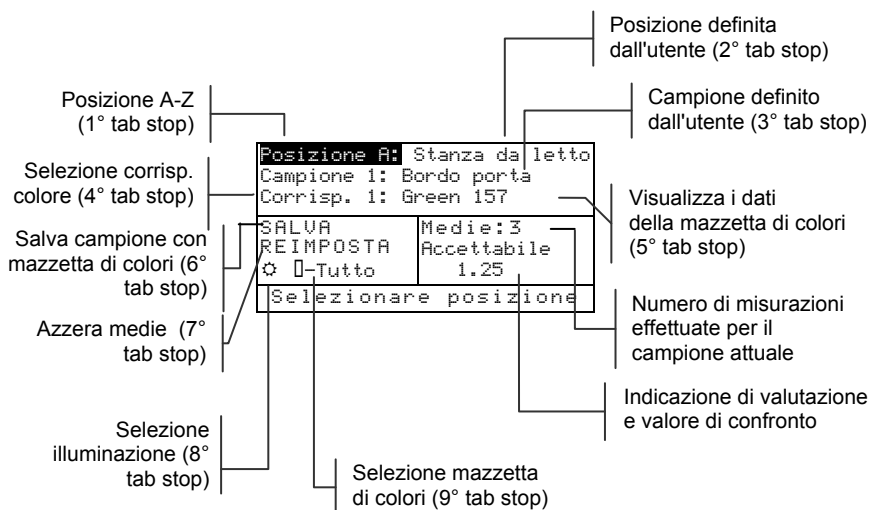 Posizione definita
dall'utente (2° tab stop)
Posizione A-Z
(1° tab stop)
Campione definito
dall'utente (3° tab stop)
Selezione corrisp.
colore (4° tab stop)
Posizione A: Stanza da letto
Campione 1: Bordo porta
Corrisp. 1: Green 157
SALVA
REIMPOSTA
-Tutto
Medie:3
Accettabile
1.25
Selezionare posizione
Visualizza i dati
della mazzetta di colori
(5° tab stop)
Salva campione con
mazzetta di colori (6°
tab stop)
Azzera medie (7°
tab stop)
Numero di misurazioni
effettuate per il
campione attuale
Indicazione di valutazione
e valore di confronto
Selezione
illuminazione (8°
tab stop)
Selezione mazzetta
di colori (9° tab stop)